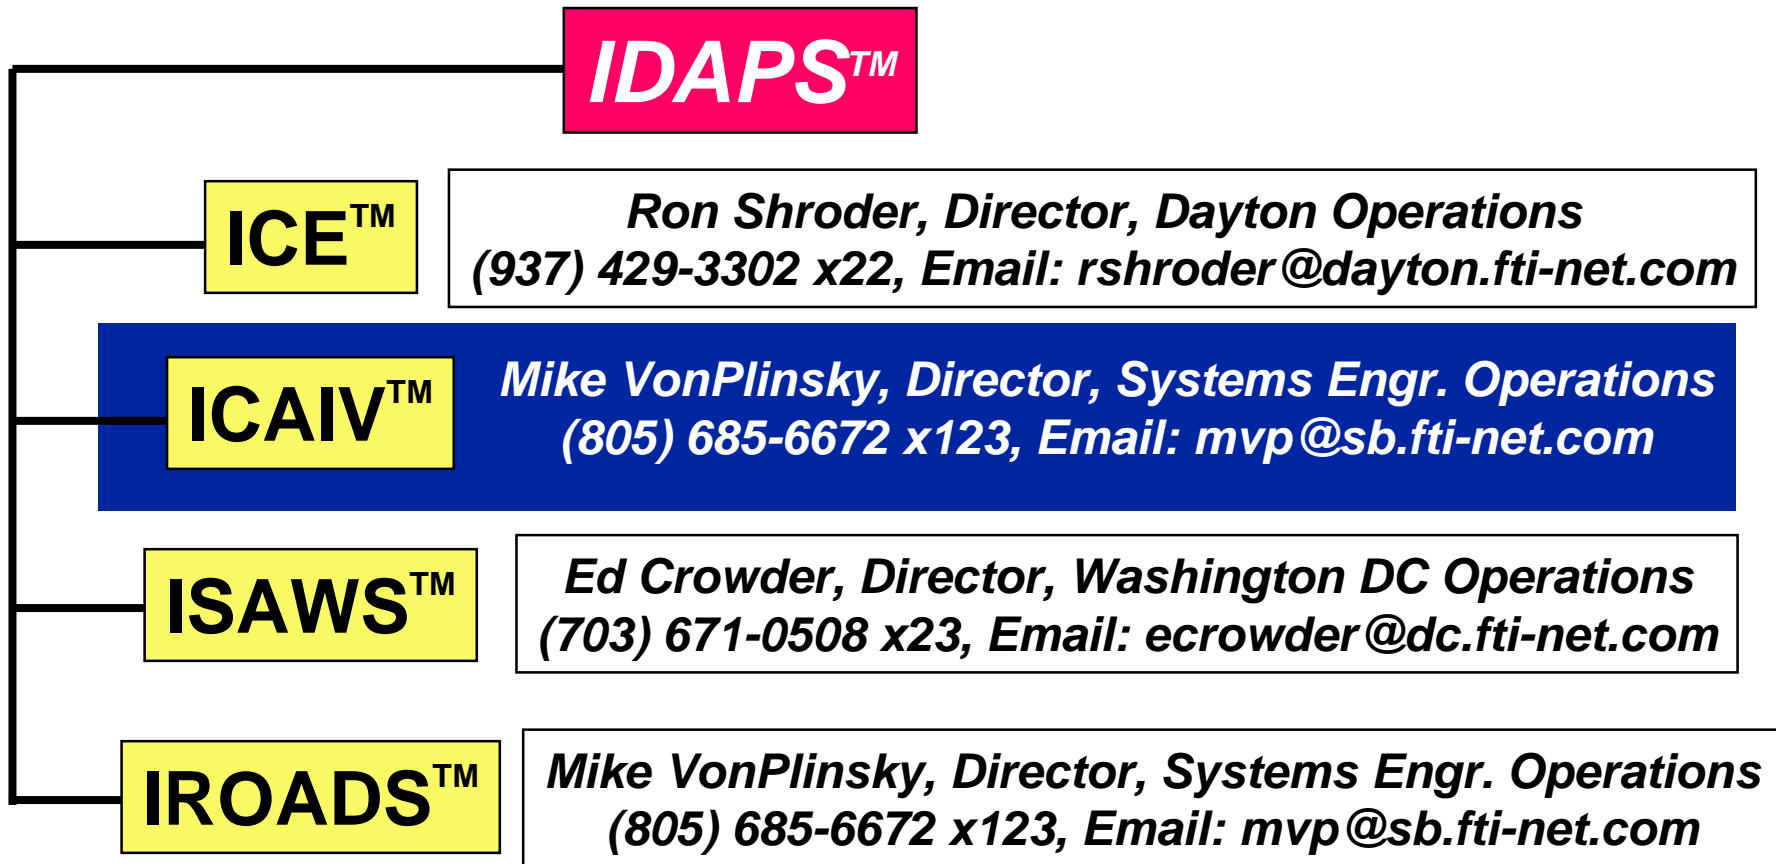 IDAPS™
ICE™
Ron Shroder, Director, Dayton Operations
(937) 429-3302 x22, Email: rshroder@dayton.fti-net.com
ICAIV™
Mike VonPlinsky, Director, Systems Engr. Operations
(805) 685-6672 x123, Email: mvp@sb.fti-net.com
ISAWS™
Ed Crowder, Director, Washington DC Operations
(703) 671-0508 x23, Email: ecrowder@dc.fti-net.com
IROADS™
Mike VonPlinsky, Director, Systems Engr. Operations
(805) 685-6672 x123, Email: mvp@sb.fti-net.com